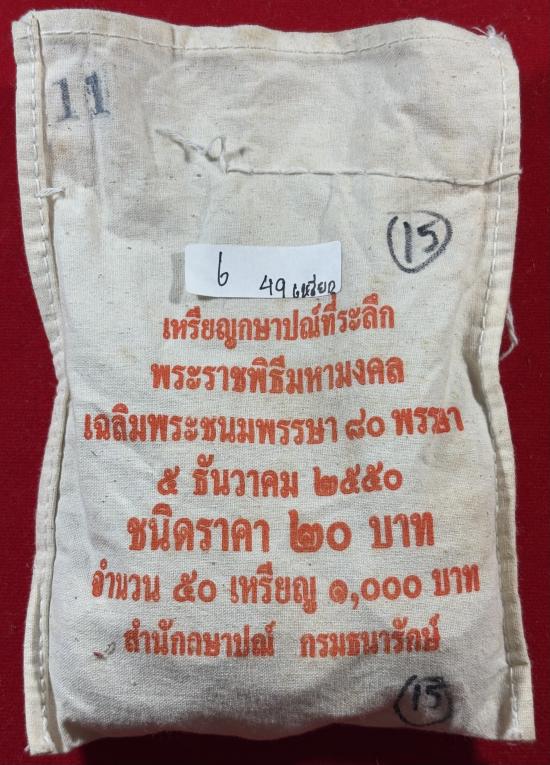 11
15
6
49 เหรียญ
เหรียญกษาปณ์ที่ระลึก
พระราชพิธีมหามงคล
เฉลิมพระชนมพรรษา ๘๐ พรรษา
๕ ธันวาคม ๒๕๕๐
ชนิดราคา ๒๐ บาท
จำนวน ๕๐ เหรียญ ๑,๐๐๐ บาท
สำนักกษาปณ์ กรมธนารักษ์
15